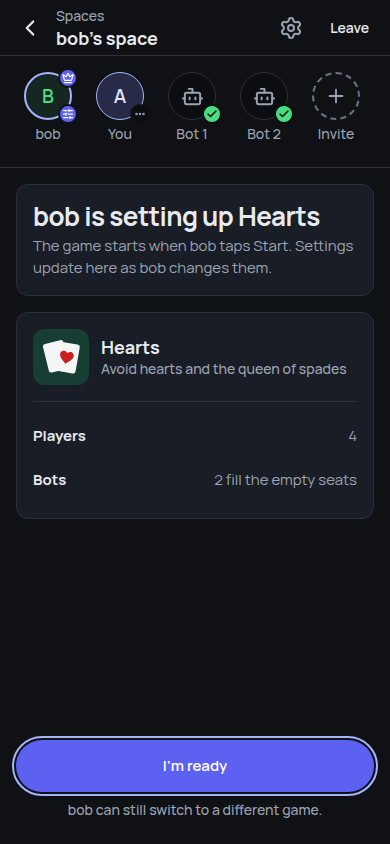 Spaces
bob's space
Leave
B
A
bob
You
Bot 1
Bot 2
Invite
bob is setting up Hearts
The game starts when bob taps Start. Settings
update here as bob changes them.
Hearts
Avoid hearts and the queen of spades
Players
4
Bots
2 fill the empty seats
I'm ready
bob can still switch to a different game.